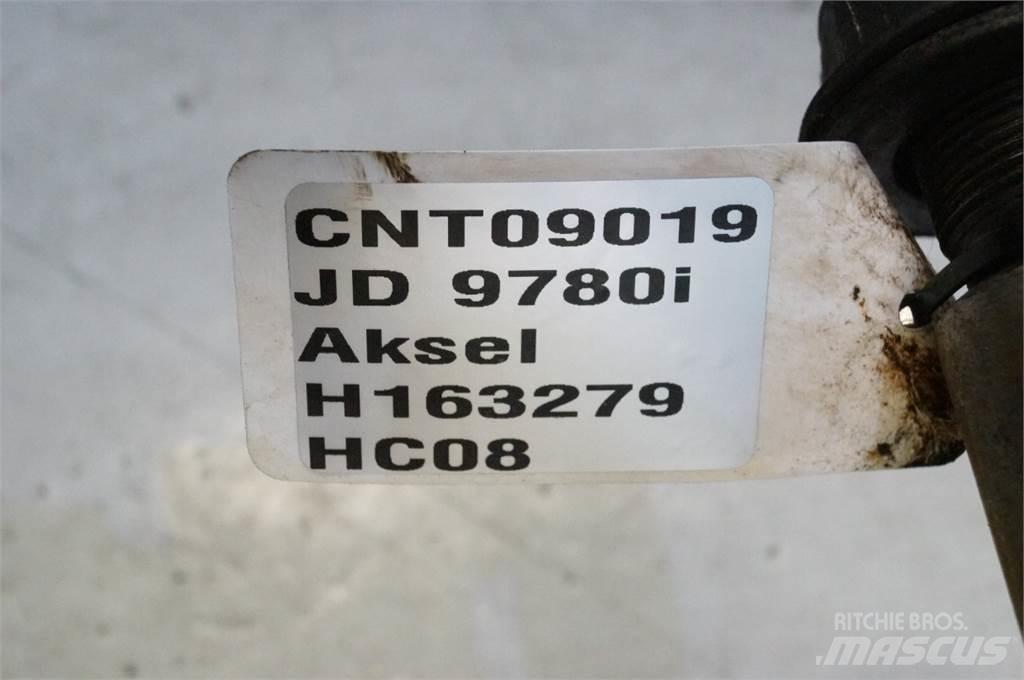 CNT09019
JD 9780i
Aksel
H163279
HC08
RITCHIE BROS.
MASCUS